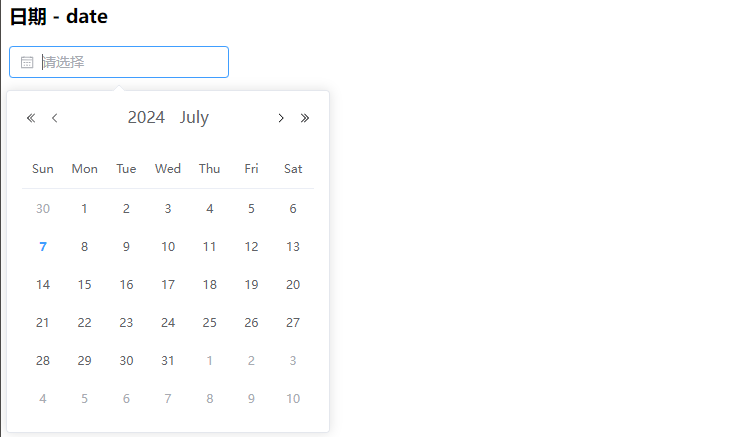 日期 - date
请选择
2024 July
Sun Mon Tue Wed Thu Fri Sat
30 1 2 3 4 5 6
7 8 9 10 11 12 13
14 15 16 17 18 19 20
21 22 23 24 25 26 27
28 29 30 31 1 2 3
4 5 6 7 8 9 10